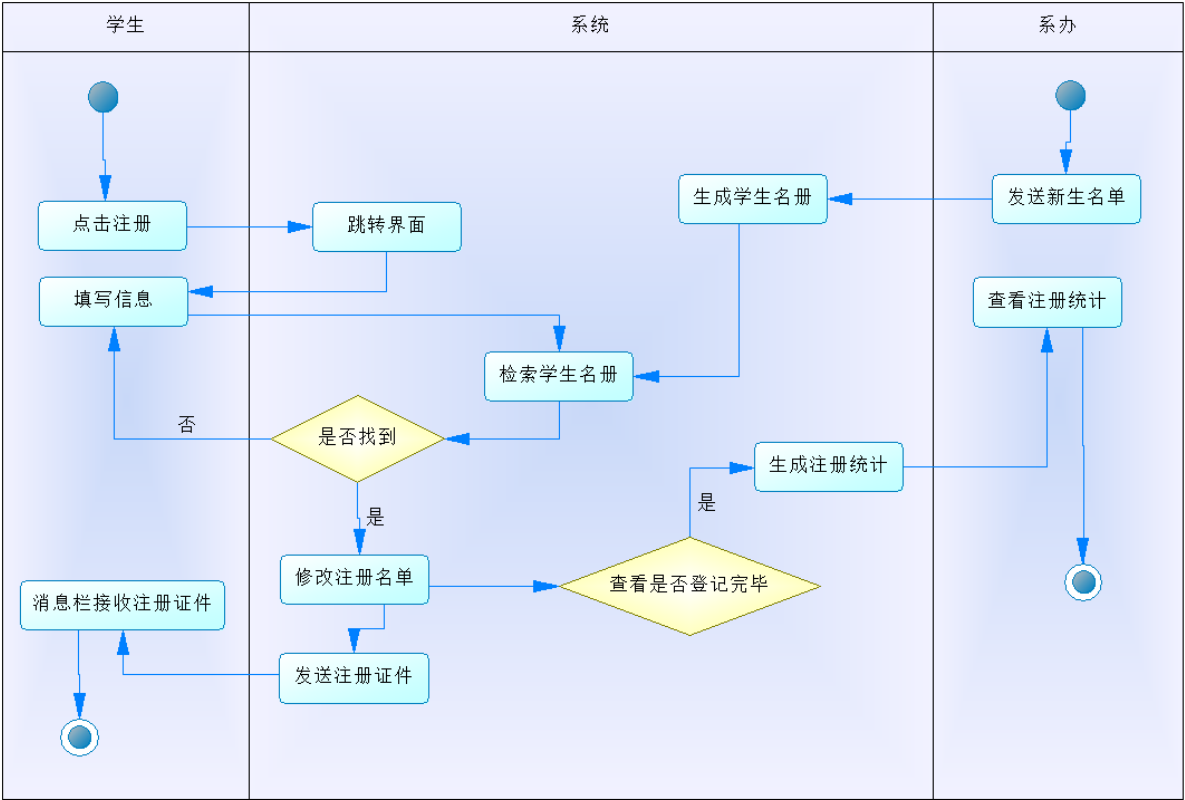 学生
系统
系办
生成学生名册
发送新生名单
点击注册
跳转界面
填写信息
查看注册统计
检索学生名册
否
是否找到
生成注册统计
是
是
修改注册名单
查看是否登记完毕
消息栏接收注册证件
发送注册证件